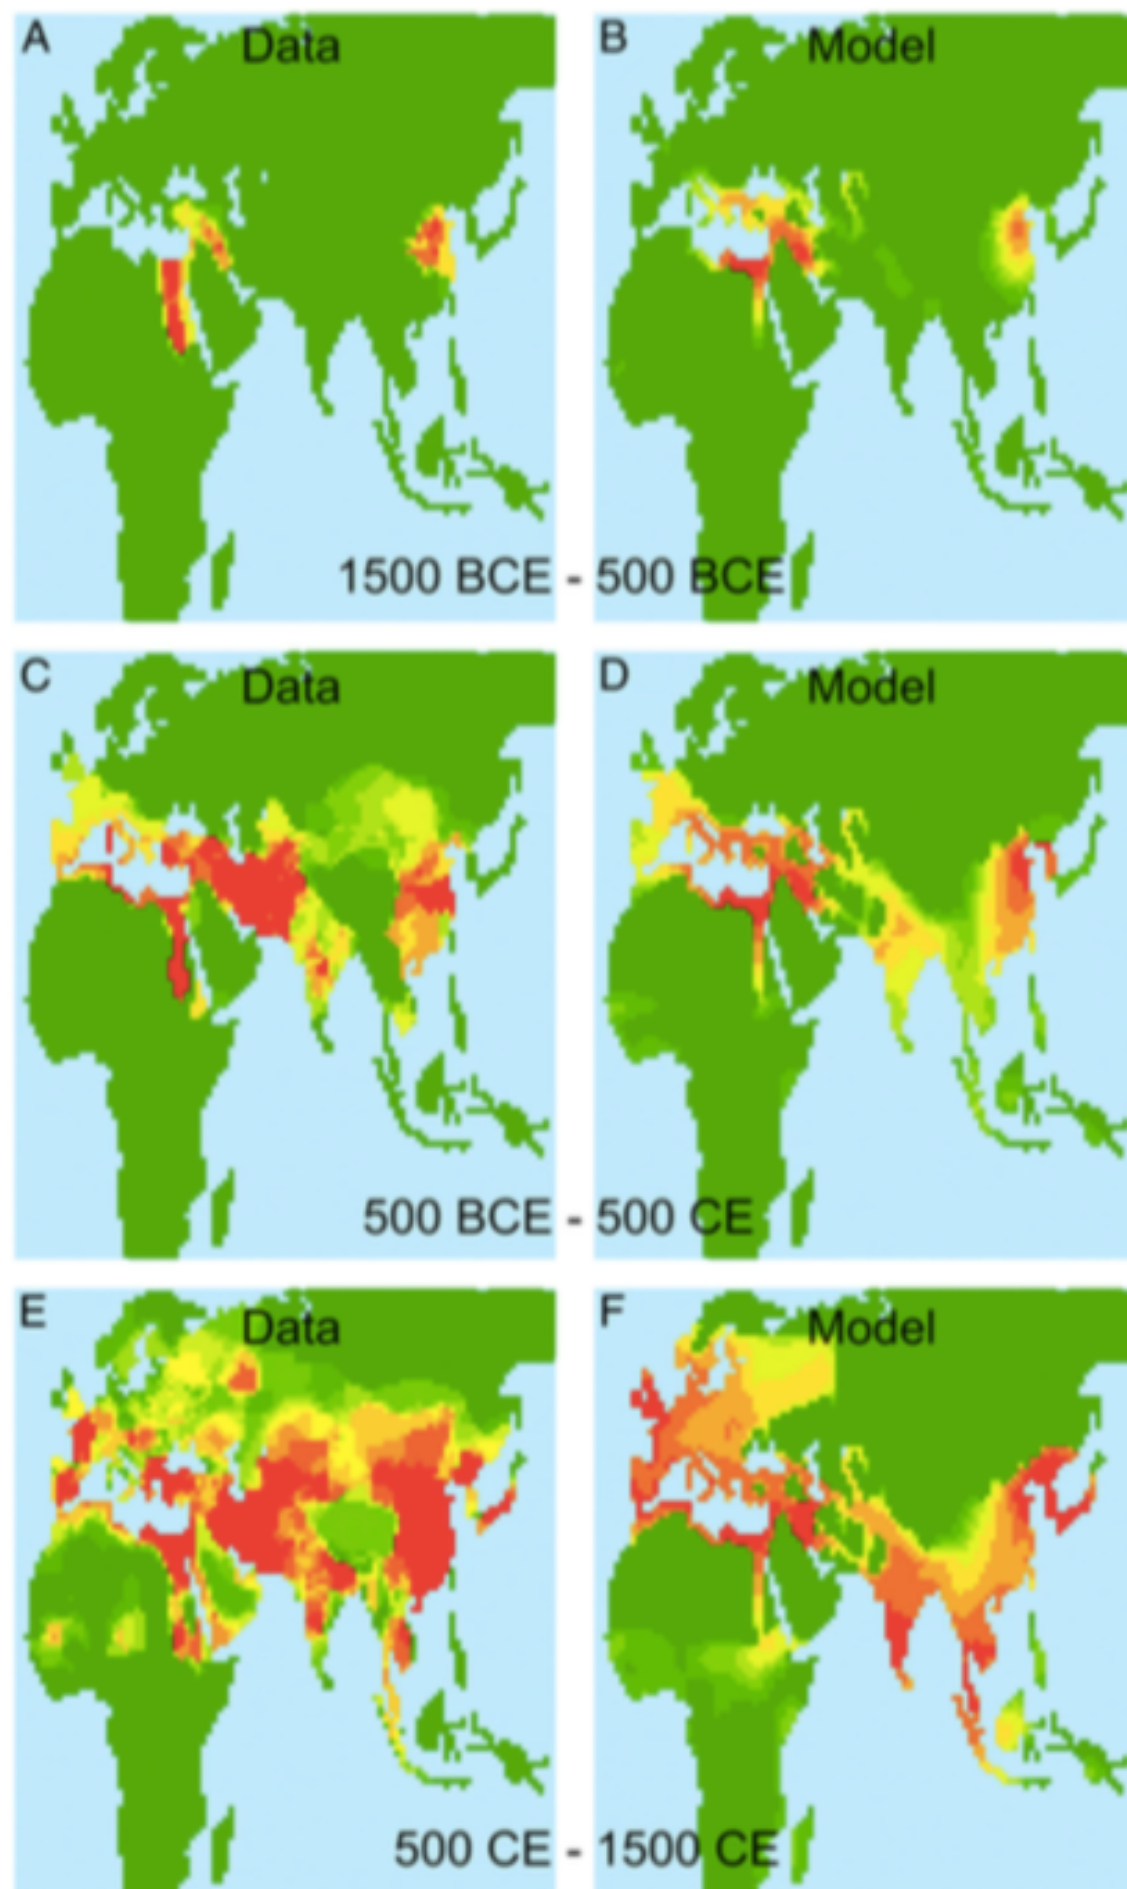 A Data B Model
1500 BCE - 500 BCE
C Data D Model
500 BCE - 500 CE
E Data F Model
500 CE - 1500 CE